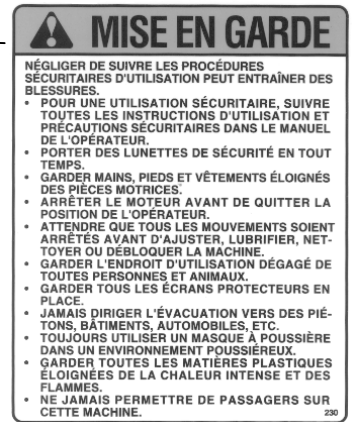 MISE EN GARDE
NÉGLIGER DE SUIVRE LES PROCÉDURES
SÉCURITAIRES D'UTILISATION PEUT ENTRAÎNER DES
BLESSURES.
• POUR UNE UTILISATION SÉCURITAIRE, SUIVRE
TOUTES LES INSTRUCTIONS D'UTILISATION ET
PRÉCAUTIONS SÉCURITAIRES DANS LE MANUEL
DE L'OPÉRATEUR.
• PORTER DES LUNETTES DE SÉCURITÉ EN TOUT
TEMPS.
• GARDER MAINS, PIEDS ET VÊTEMENTS ÉLOIGNÉS
DES PIÈCES MOTRICES.
• ARRÊTER LE MOTEUR AVANT DE QUITTER LA
POSITION DE L'OPÉRATEUR.
• ATTENDRE QUE TOUS LES MOUVEMENTS SOIENT
ARRÊTÉS AVANT D'AJUSTER, LUBRIFIER, NET-
TOYER OU DÉBLOQUER LA MACHINE.
• GARDER L'ENDROIT D'UTILISATION DÉGAGÉ DE
TOUTES PERSONNES ET ANIMAUX.
• GARDER TOUS LES ÉCRANS PROTECTEURS EN
PLACE.
• JAMAIS DIRIGER L'ÉVACUATION VERS DES PIÉ-
TONS, BÂTIMENTS, AUTOMOBILES, ETC.
• TOUJOURS UTILISER UN MASQUE À POUSSIÈRE
DANS UN ENVIRONNEMENT POUSSIÉREUX.
• GARDER TOUTES LES MATIÈRES PLASTIQUES
ÉLOIGNÉES DE LA CHALEUR INTENSE ET DES
FLAMMES.
• NE JAMAIS PERMETTRE DE PASSAGERS SUR
CETTE MACHINE. 230